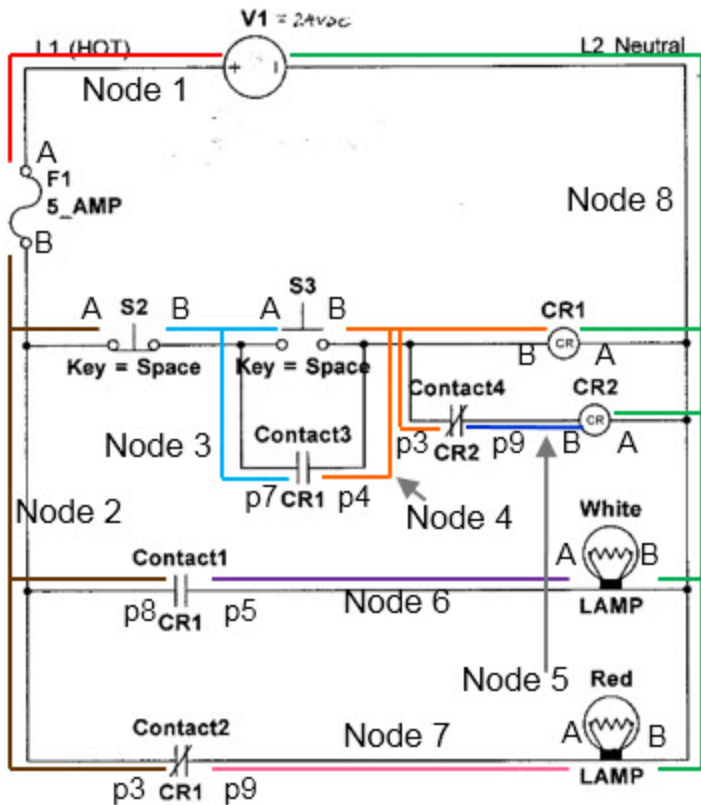 V1 = 24VDC
L1 (HOT)
L2 Neutral
+
Node 1
A
F1
5_AMP
B
Node 8
A S2 B A S3 B CR1
B CR A
Key = Space Key = Space
Contact4 CR2
CR
p3 CR2 p9 B A
Node 3
Contact3
p7 CR1 p4
Node 4
Node 2
White
Contact1
A B
LAMP
p8 CR1 p5
Node 6
Node 5
Red
Contact2
Node 7
A B
LAMP
p3 CR1 p9